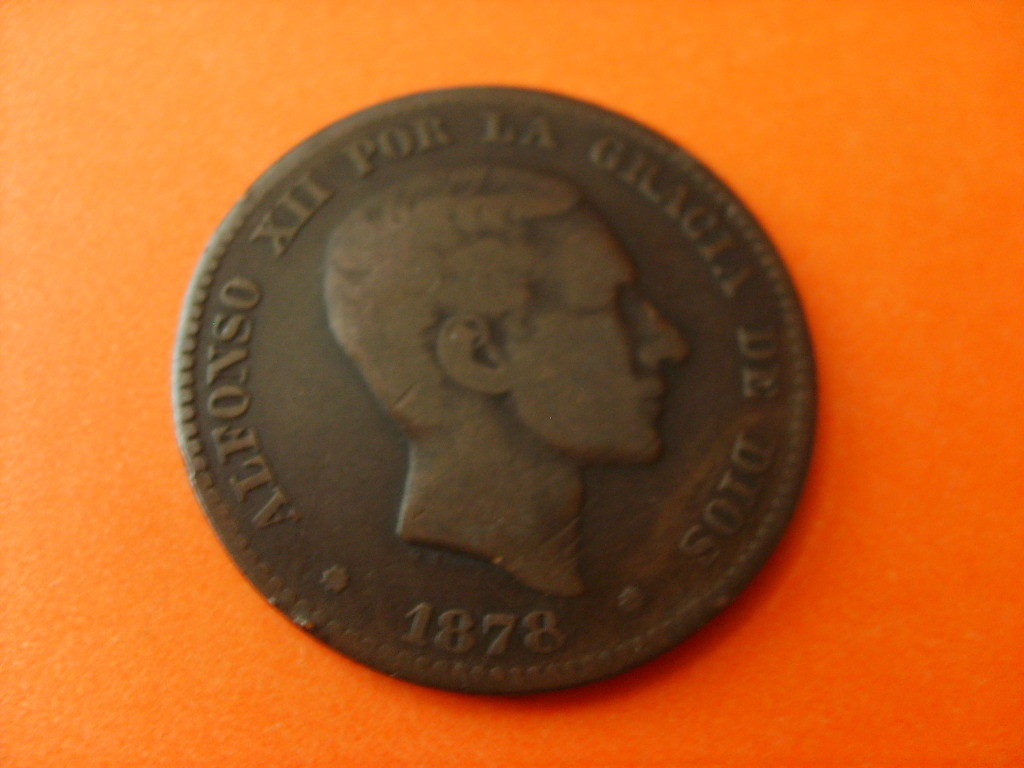 ALFONSO XII POR LA GRACIA DE DIOS
1878